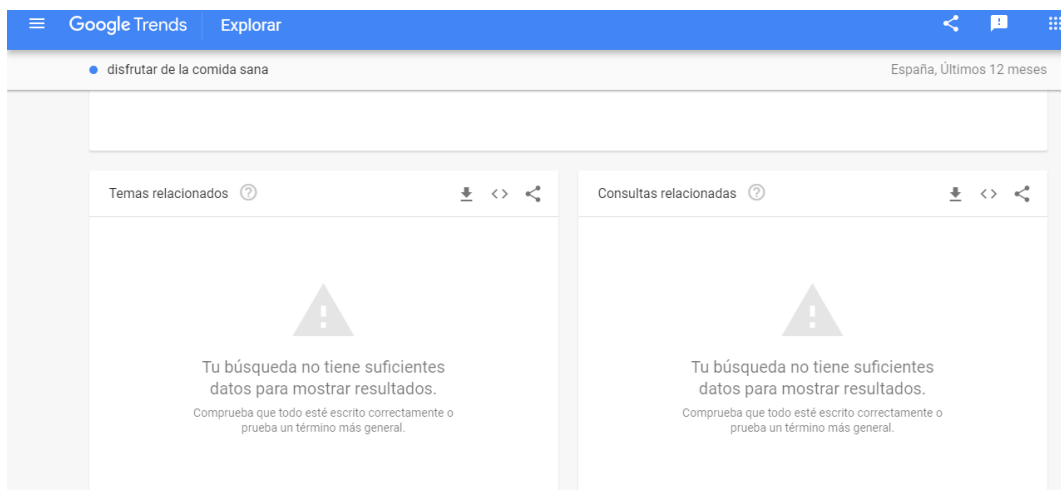 Google Trends Explorar
disfrutar de la comida sana España, Últimos 12 meses
Temas relacionados
Consultas relacionadas
Tu búsqueda no tiene suficientes
datos para mostrar resultados.
Comprueba que todo esté escrito correctamente o
prueba un término más general.
Tu búsqueda no tiene suficientes
datos para mostrar resultados.
Comprueba que todo esté escrito correctamente o
prueba un término más general.